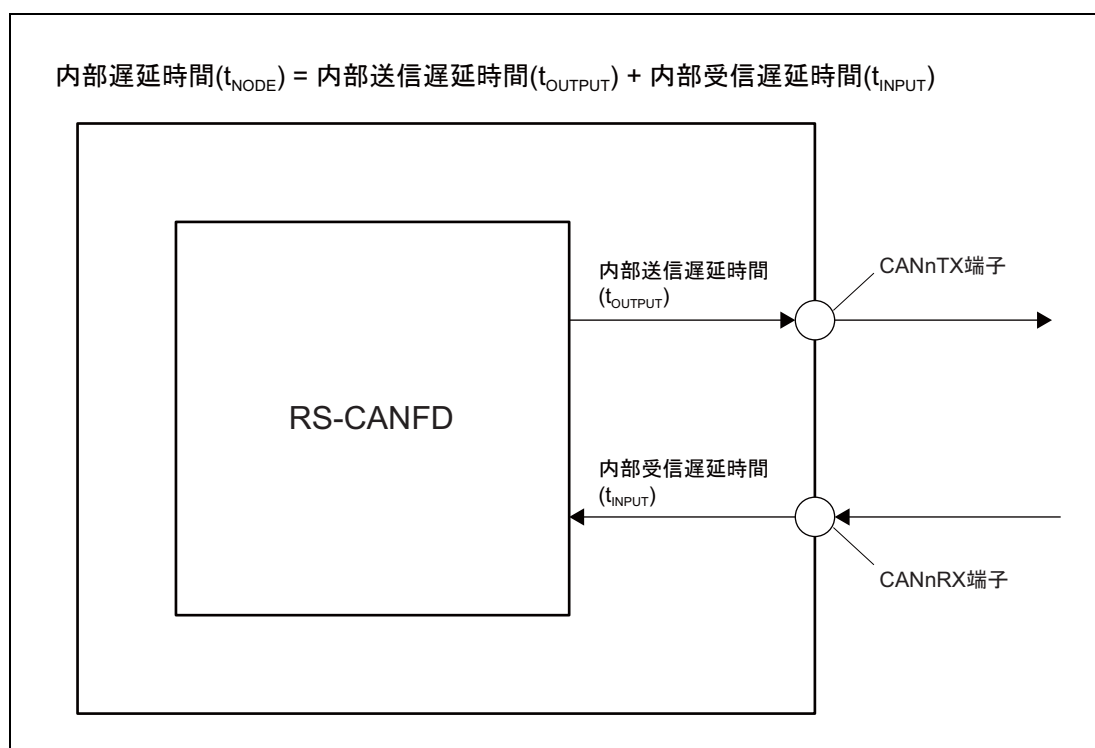 内部遅延時間(tNODE) = 内部送信遅延時間(tOUTPUT) + 内部受信遅延時間(tINPUT)
内部送信遅延時間
(tOUTPUT)
CANnTX端子
RS-CANFD
内部受信遅延時間
(tINPUT)
CANnRX端子